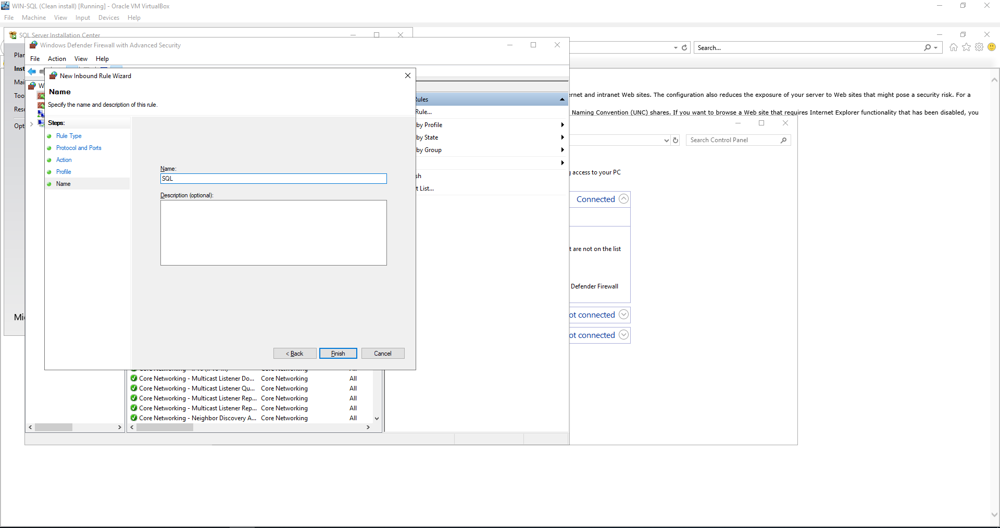 WIN-SQL (Clean install) [Running] - Oracle VM VirtualBox
File Machine View Input Devices Help
SQL Server Installation Center
Windows Defender Firewall with Advanced Security
File Action View Help
Search...
New Inbound Rule Wizard
Name
Specify the name and description of this rule.
Steps:
Rule Type
Protocol and Ports
Action
Profile
Name
Name:
SQL
Description (optional):
< Back Finish Cancel
Plan
Inst
Mai
Too
Reso
Opt
Mi
W
Rules
Rule...
by Profile
by State
by Group
sh
t List...
ernet and intranet Web sites. The configuration also reduces the exposure of your server to Web sites that might pose a security risk. For a
Naming Convention (UNC) shares. If you want to browse a Web site that requires Internet Explorer functionality that has been disabled, you
Search Control Panel
g access to your PC
Connected
t are not on the list
Defender Firewall
ot connected
ot connected
Core Networking - Multicast Listener Do... Core Networking All
Core Networking - Multicast Listener Qu... Core Networking All
Core Networking - Multicast Listener Rep... Core Networking All
Core Networking - Multicast Listener Rep... Core Networking All
Core Networking - Neighbor Discovery A... Core Networking All